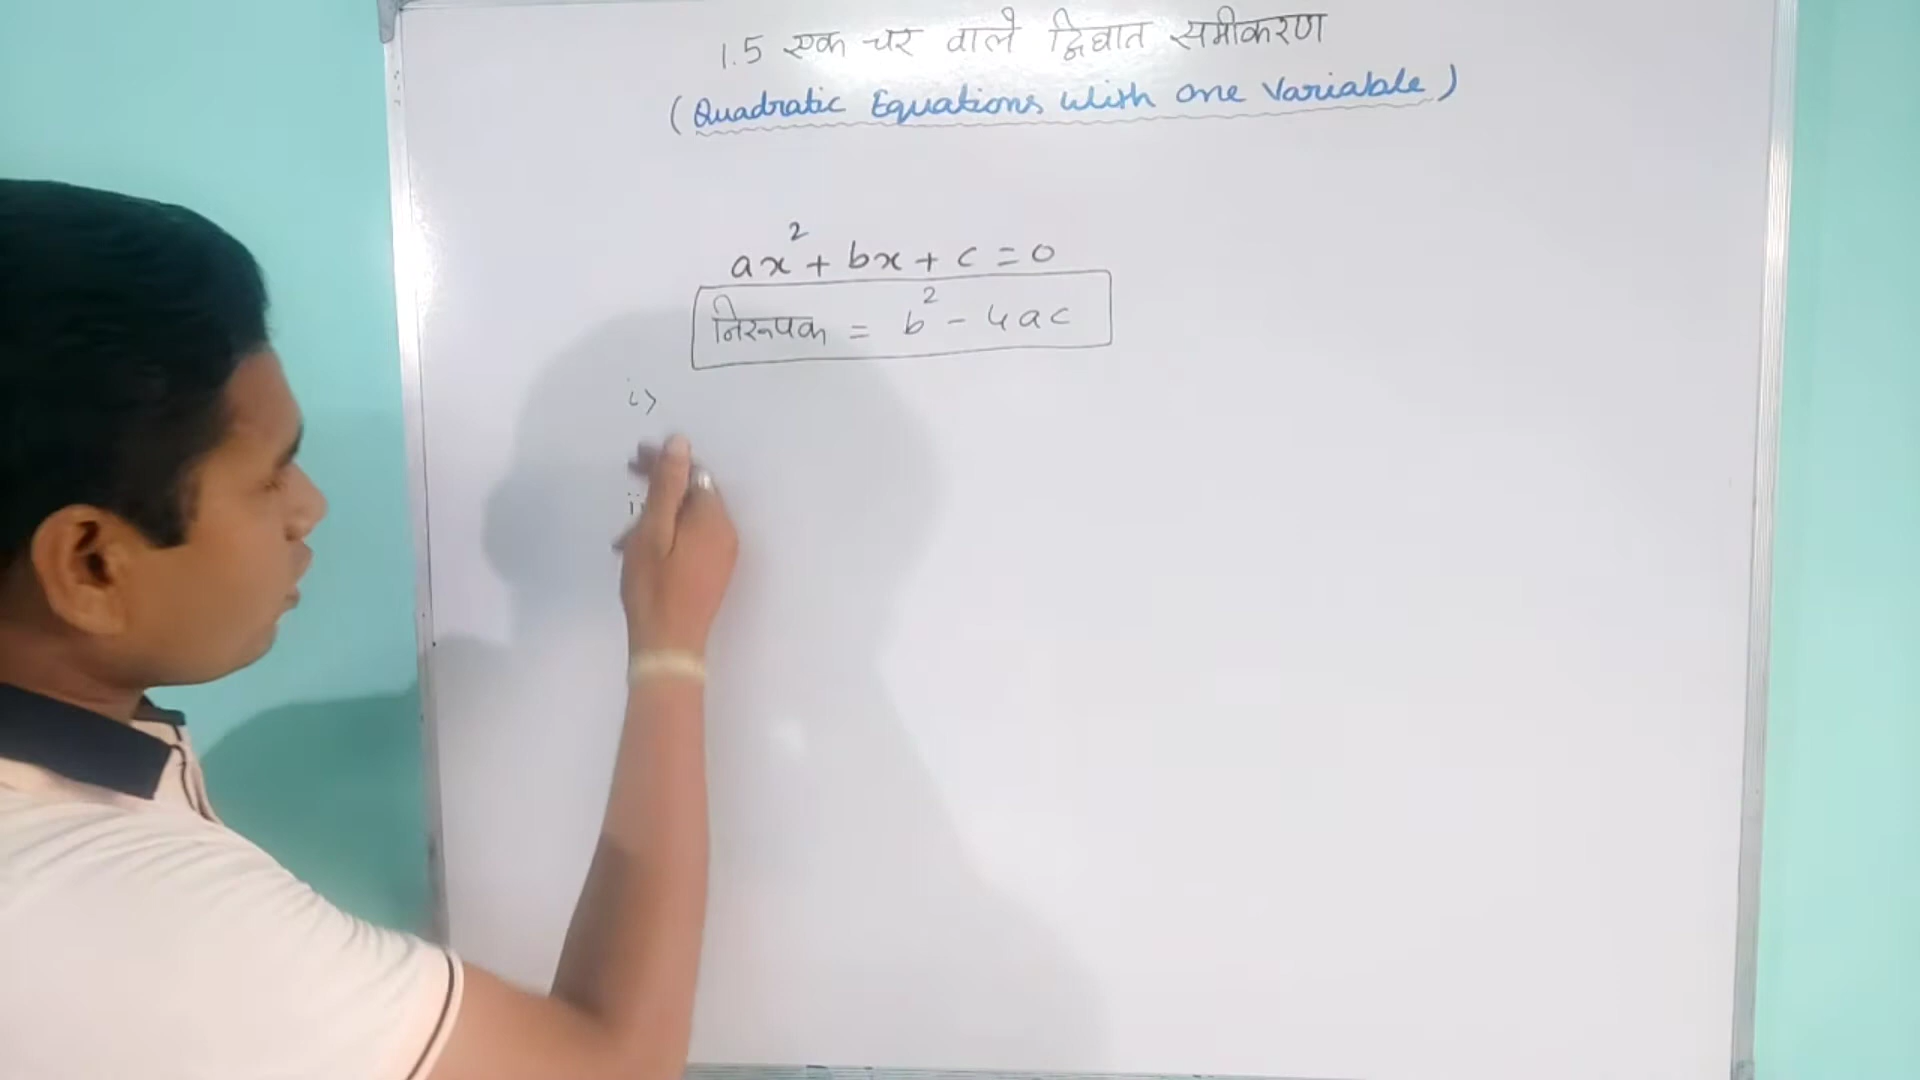 1.5 एक चर वाले द्विघात समीकरण
(Quadratic Equations With one Variable)
ax² + bx + c = 0
निरूपक = b² - 4ac
i>